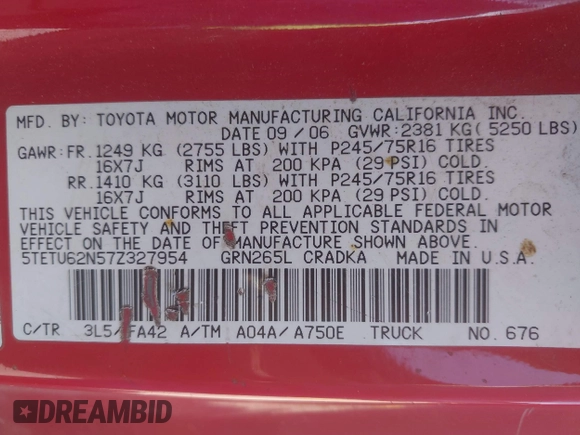 MFD. BY: TOYOTA MOTOR MANUFACTURING CALIFORNIA INC.
DATE 09/06 GVWR:2381 KG( 5250 LBS)
GAWR:FR.1249 KG (2755 LBS) WITH P245/75R16 TIRES
16X7J RIMS AT 200 KPA (29 PSI) COLD.
RR.1410 KG (3110 LBS) WITH P245/75R16 TIRES
16X7J RIMS AT 200 KPA (29 PSI) COLD.
THIS VEHICLE CONFORMS TO ALL APPLICABLE FEDERAL MOTOR
VEHICLE SAFETY AND THEFT PREVENTION STANDARDS IN
EFFECT ON THE DATE OF MANUFACTURE SHOWN ABOVE.
5TETU62N57Z327954 GRN265L CRADKA MADE IN U.S.A.
C/TR 3L5/FA42 A/TM A04A/A750E TRUCK NO. 676
DREAMBID